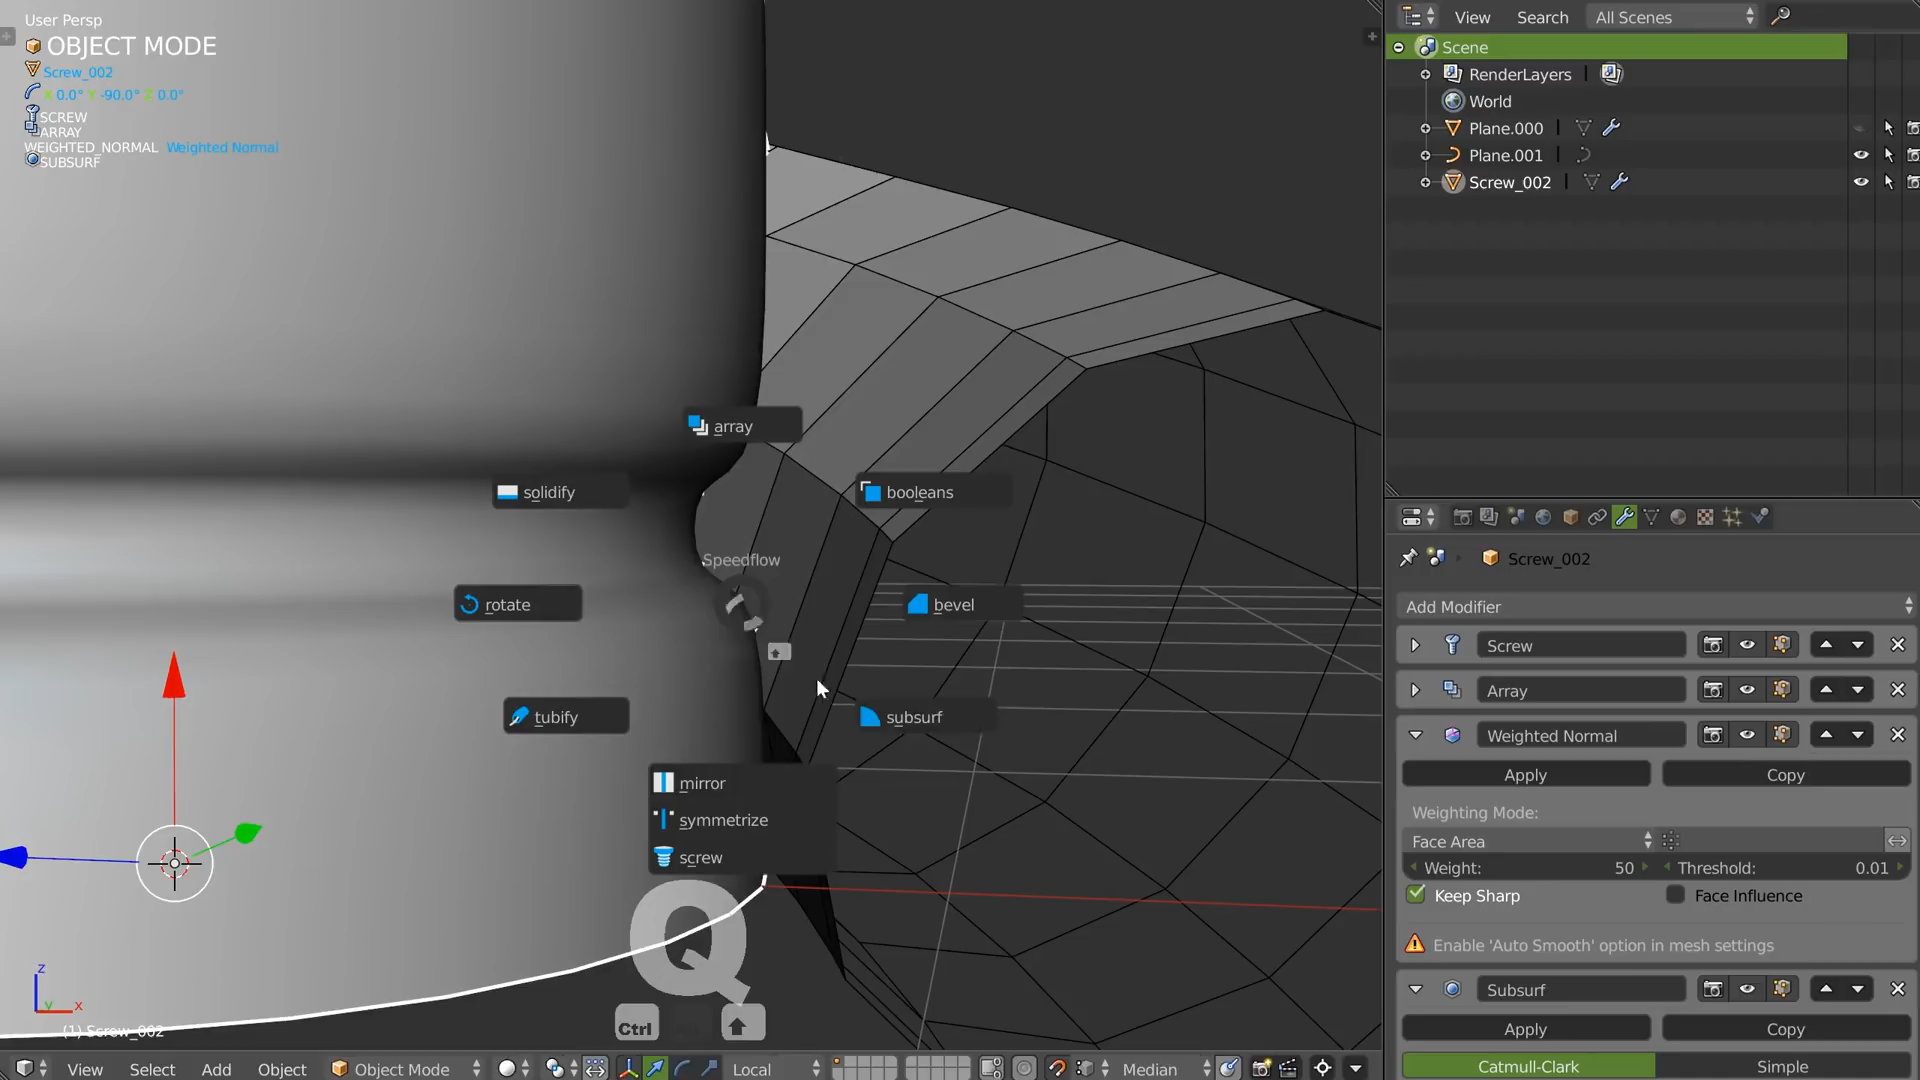 User Persp
OBJECT MODE
Screw_002
X 0.0° Y -90.0° Z 0.0°
SCREW
ARRAY
WEIGHTED_NORMAL Weighted Normal
SUBSURF
array
solidify
booleans
Speedflow
rotate
bevel
tubify
subsurf
mirror
symmetrize
screw
Q
Ctrl
z
y
x
(1) Screw_002
View Select Add Object Object Mode Local Median
View Search All Scenes
Scene
RenderLayers
World
Plane.000
Plane.001
Screw_002
Screw_002
Add Modifier
Screw
Array
Weighted Normal
Apply Copy
Weighting Mode:
Face Area
Weight: 50 Threshold: 0.01
Keep Sharp Face Influence
Enable 'Auto Smooth' option in mesh settings
Subsurf
Apply Copy
Catmull-Clark Simple